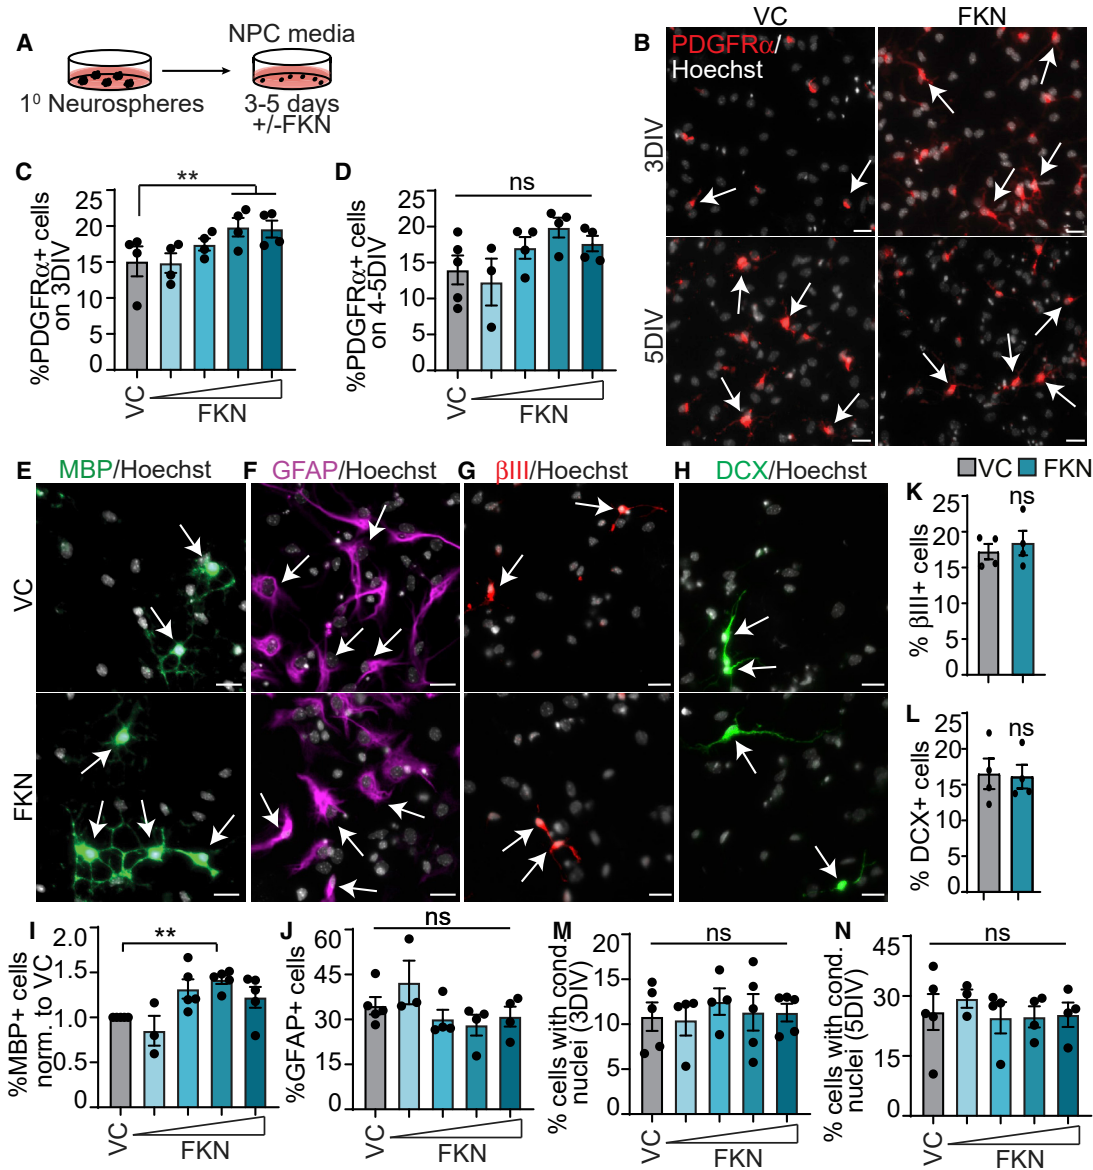 A
NPC media
1⁰ Neurospheres
3-5 days
+/-FKN
B
VC
FKN
PDGFRα/
Hoechst
3DIV
5DIV
C
**
%PDGFRα+ cells
on 3DIV
25
20
15
10
5
0
VC
FKN
D
ns
%PDGFRα+ cells
on 4-5DIV
25
20
15
10
5
0
VC
FKN
E
MBP/Hoechst
F
GFAP/Hoechst
G
βIII/Hoechst
H
DCX/Hoechst
VC
FKN
VC
FKN
K
ns
% βIII+ cells
25
20
15
10
5
0
L
ns
% DCX+ cells
25
20
15
10
5
0
I
**
%MBP+ cells
norm. to VC
2.0
1.5
1.0
0.5
0
VC
FKN
J
ns
%GFAP+ cells
60
45
30
15
0
VC
FKN
M
ns
% cells with cond.
nuclei (3DIV)
20
15
10
5
0
VC
FKN
N
ns
% cells with cond.
nuclei (5DIV)
45
30
15
0
VC
FKN